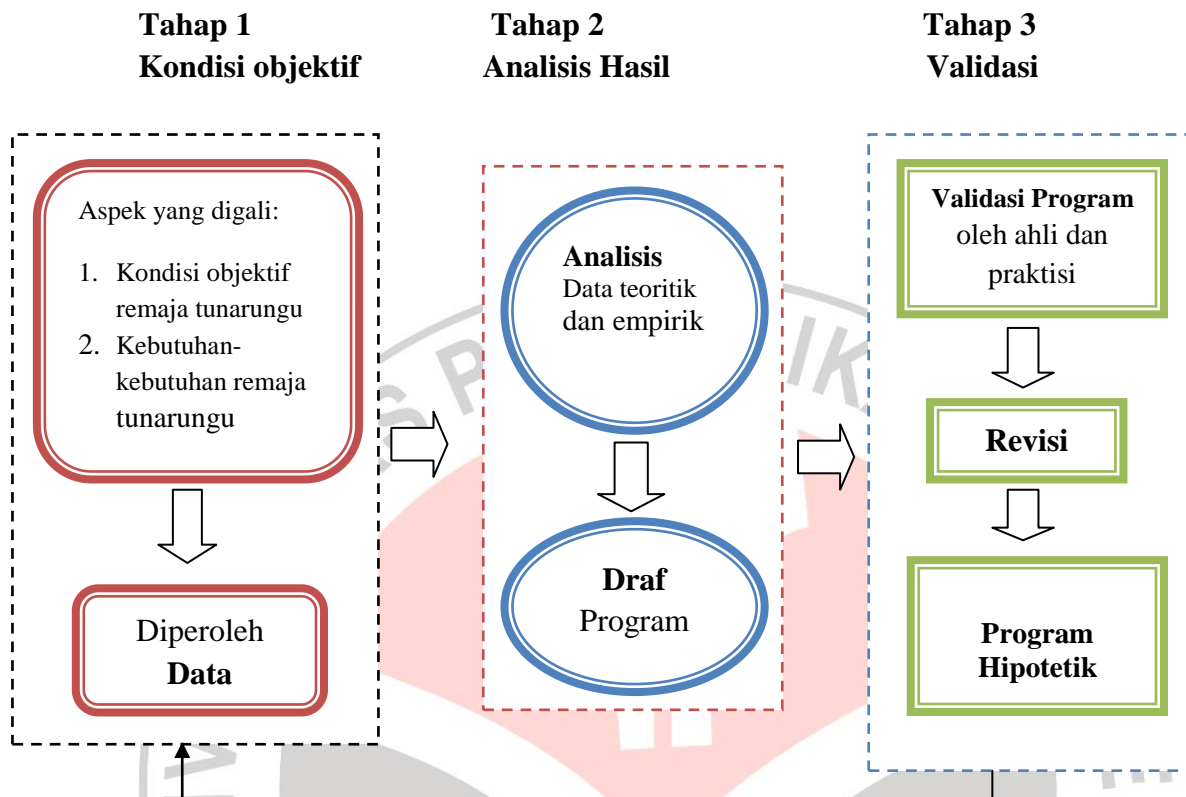 Tahap 1
Kondisi objektif
Tahap 2
Analisis Hasil
Tahap 3
Validasi
Aspek yang digali:
1. Kondisi objektif
remaja tunarungu
2. Kebutuhan-
kebutuhan remaja
tunarungu
Diperoleh
Data
Analisis
Data teoritik
dan empirik
Draf
Program
Validasi Program
oleh ahli dan
praktisi
Revisi
Program
Hipotetik